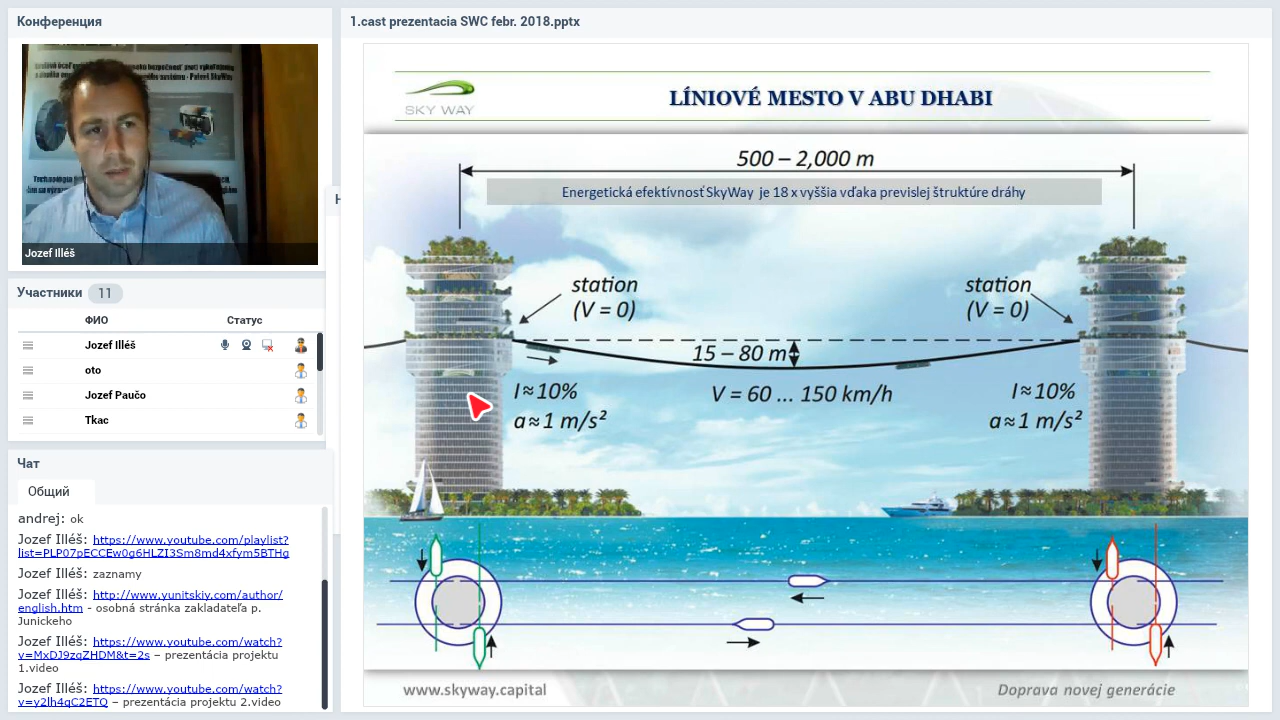 Конференция
Jozef Illéš
Участники 11
ФИО Статус
Jozef Illéš
oto
Jozef Paučo
Tkac
Чат
Общий
andrej: ok
Jozef Illéš: https://www.youtube.com/playlist?
list=PLP07pECCEw0g6HLZI3Sm8md4xfym5BTHg
Jozef Illéš: zaznamy
Jozef Illéš: http://www.yunitskiy.com/author/
english.htm - osobná stránka zakladateľa p.
Junickeho
Jozef Illéš: https://www.youtube.com/watch?
v=MxDJ9zqZHDM&t=2s – prezentácia projektu
1.video
Jozef Illéš: https://www.youtube.com/watch?
v=y2lh4qC2ETQ – prezentácia projektu 2.video
1.cast prezentacia SWC febr. 2018.pptx
SKY WAY
LÍNIOVÉ MESTO V ABU DHABI
500 – 2,000 m
Energetická efektívnosť SkyWay je 18 x vyššia vďaka previslej štruktúre dráhy
station
(V = 0)
station
(V = 0)
15 – 80 m
I ≈ 10%
a ≈ 1 m/s²
V = 60 ... 150 km/h
I ≈ 10%
a ≈ 1 m/s²
www.skyway.capital
Doprava novej generácie